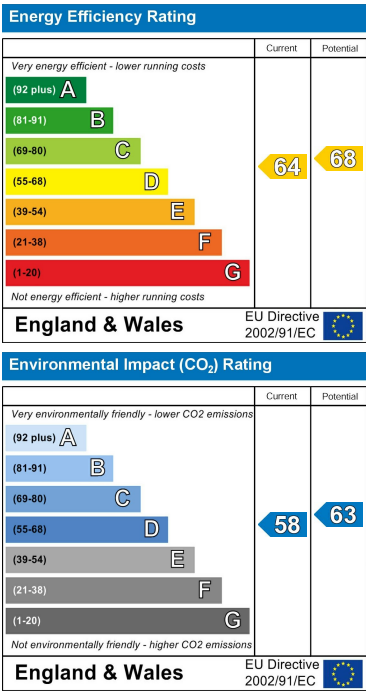 Energy Efficiency Rating
Current Potential
Very energy efficient - lower running costs
(92 plus) A
(81-91) B
(69-80) C
(55-68) D
(39-54) E
(21-38) F
(1-20) G
64 68
Not energy efficient - higher running costs
England & Wales
EU Directive
2002/91/EC
Environmental Impact (CO₂) Rating
Current Potential
Very environmentally friendly - lower CO2 emissions
(92 plus) A
(81-91) B
(69-80) C
(55-68) D
(39-54) E
(21-38) F
(1-20) G
58 63
Not environmentally friendly - higher CO2 emissions
England & Wales
EU Directive
2002/91/EC